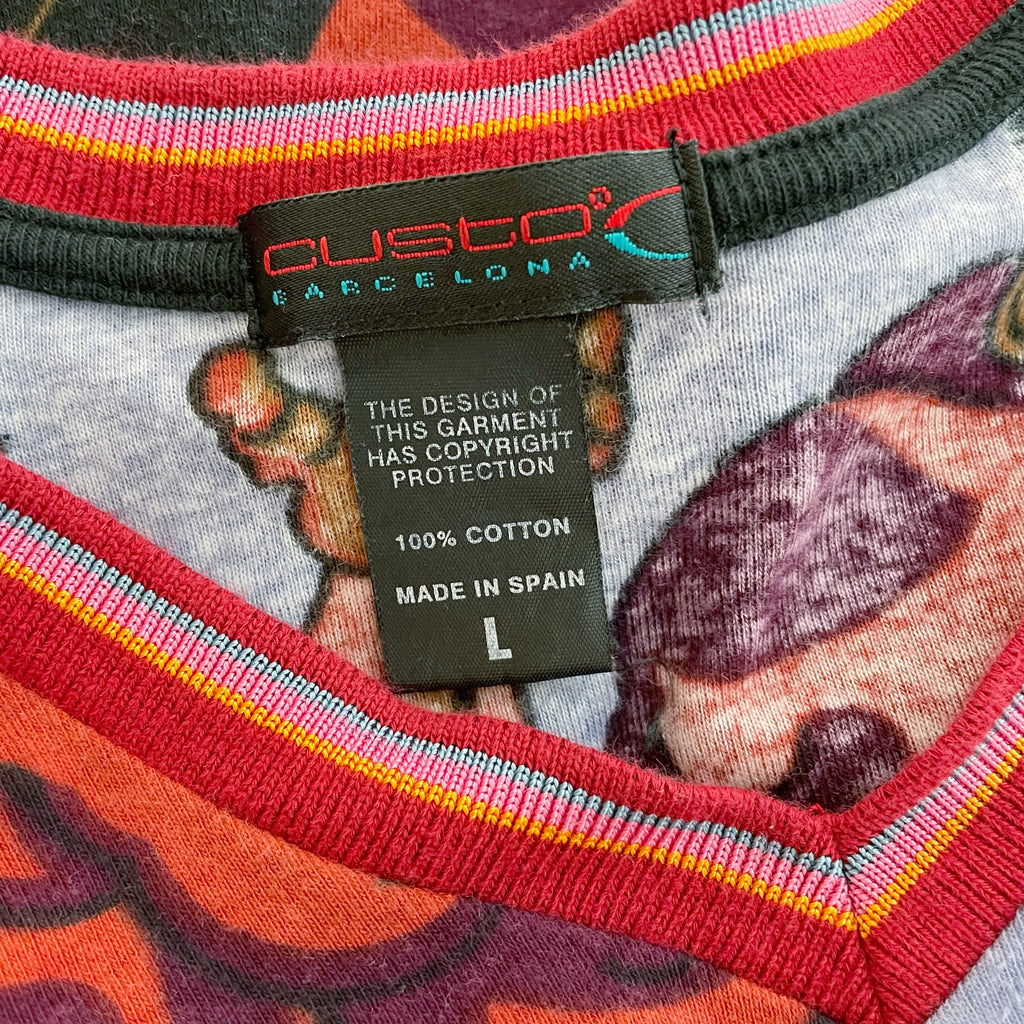 custo
BARCELONA
THE DESIGN OF
THIS GARMENT
HAS COPYRIGHT
PROTECTION
100% COTTON
MADE IN SPAIN
L